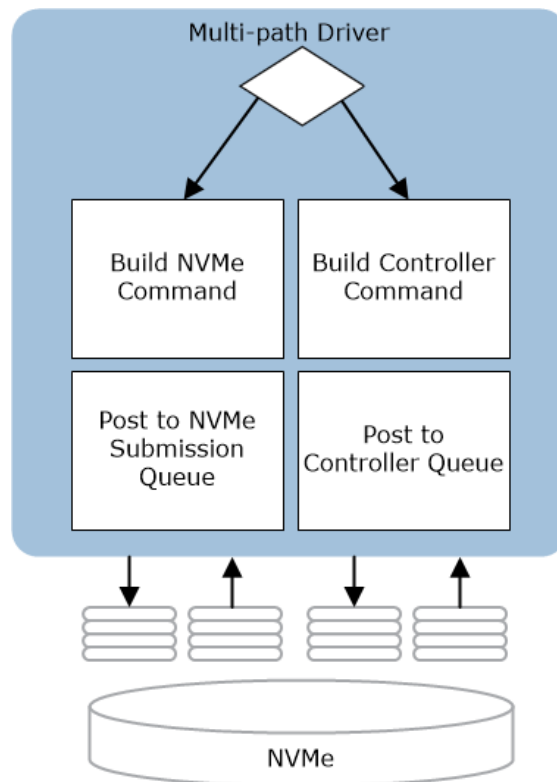 Multi-path Driver
Build NVMe
Command
Build Controller
Command
Post to NVMe
Submission
Queue
Post to
Controller Queue
NVMe